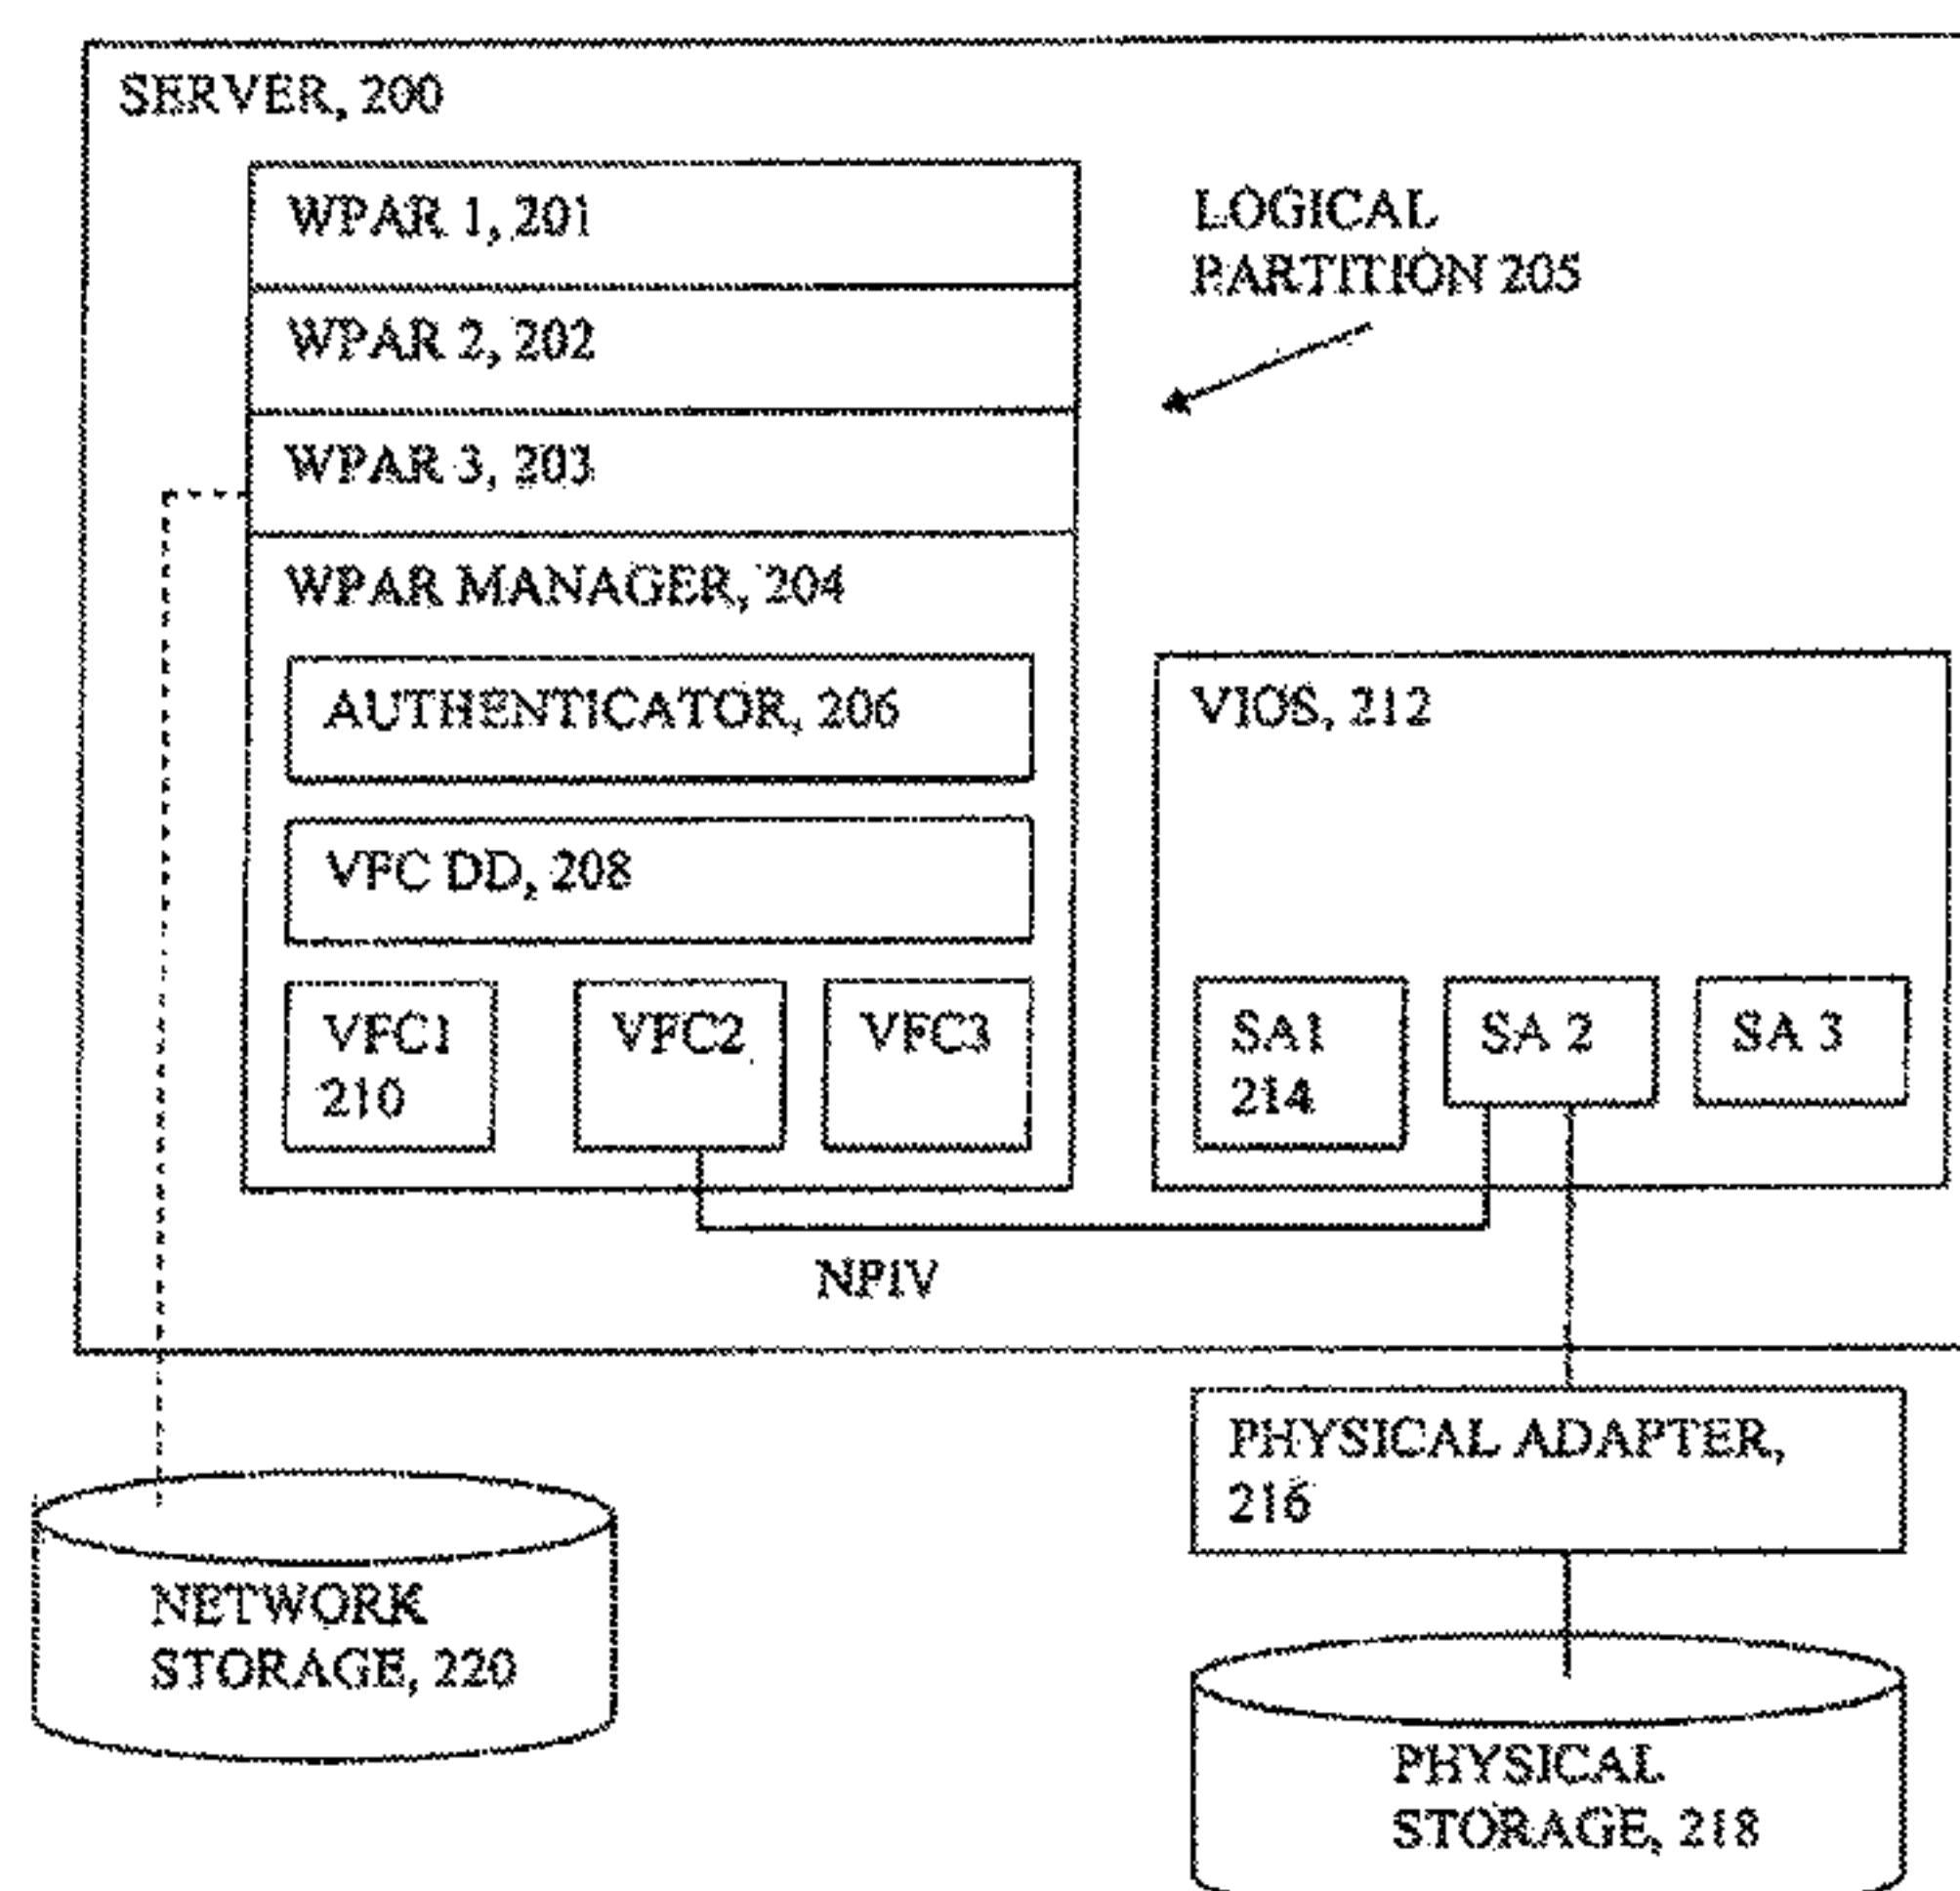 SERVER, 200
WPAR 1, 201
WPAR 2, 202
WPAR 3, 203
LOGICAL
PARTITION 205
WPAR MANAGER, 204
AUTHENTICATOR, 206
VFC DD, 208
VFC1
210
VFC2
VFC3
VIOS, 212
SA1
214
SA 2
SA 3
NPIV
PHYSICAL ADAPTER,
216
NETWORK
STORAGE, 220
PHYSICAL
STORAGE, 218